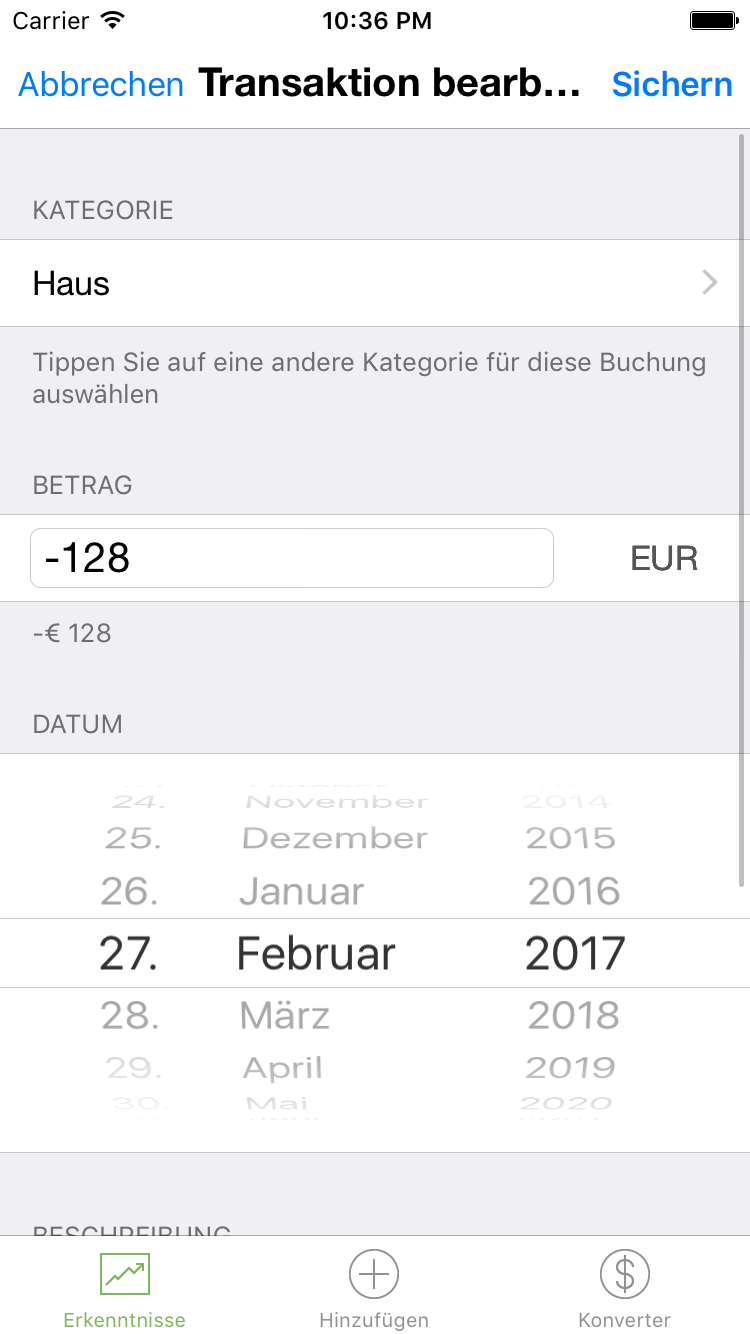 Carrier 10:36 PM
Abbrechen Transaktion bearb... Sichern
KATEGORIE
Haus
Tippen Sie auf eine andere Kategorie für diese Buchung
auswählen
BETRAG
-128 EUR
-€ 128
DATUM
24. November 2014
25. Dezember 2015
26. Januar 2016
27. Februar 2017
28. März 2018
29. April 2019
30. Mai 2020
BESCHREIBUNG
Erkenntnisse Hinzufügen Konverter